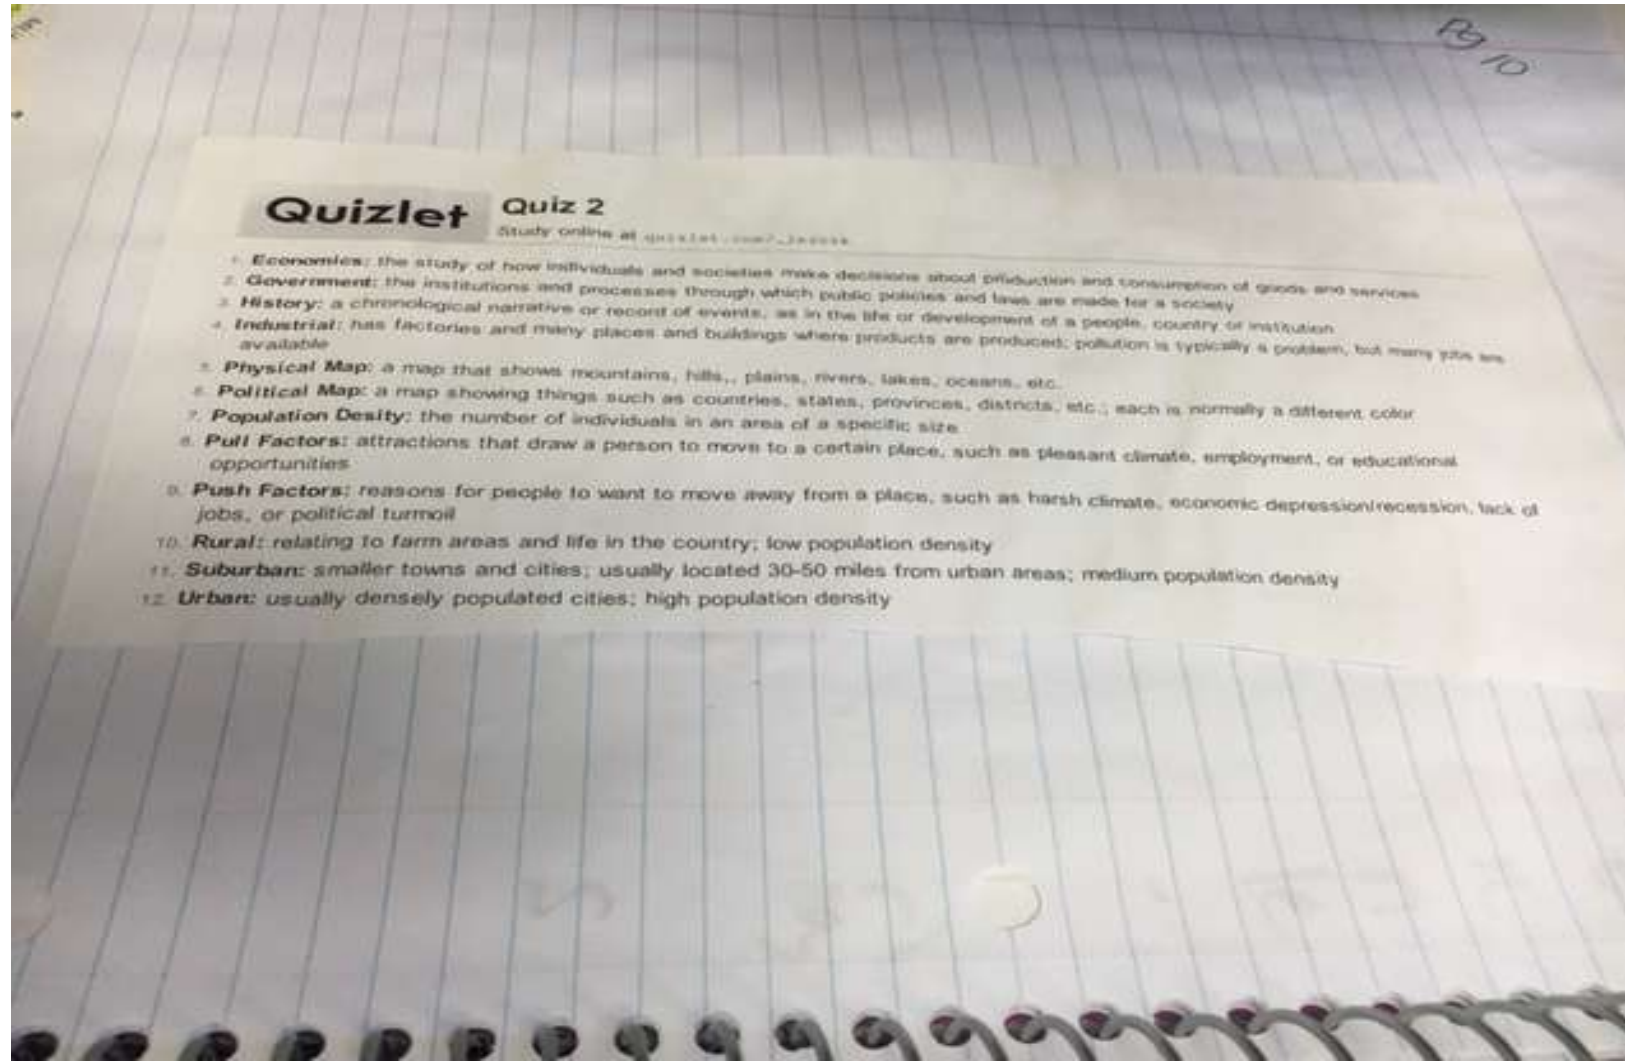 Pg 10
Quizlet
Quiz 2
Study online at
1. Economics: the study of how individuals and societies make decisions about production and consumption of goods and services
2. Government: the institutions and processes through which public policies and laws are made for a society
3. History: a chronological narrative or record of events, as in the life or development of a people, country or institution
4. Industrial: has factories and many places and buildings where products are produced; pollution is typically a problem, but many jobs are
available
5. Physical Map: a map that shows mountains, hills,, plains, rivers, lakes, oceans, etc.
6. Political Map: a map showing things such as countries, states, provinces, districts, etc.; each is normally a different color
7. Population Desity: the number of individuals in an area of a specific size
8. Pull Factors: attractions that draw a person to move to a certain place, such as pleasant climate, employment, or educational
opportunities
9. Push Factors: reasons for people to want to move away from a place, such as harsh climate, economic depression/recession, lack of
jobs, or political turmoil
10. Rural: relating to farm areas and life in the country; low population density
11. Suburban: smaller towns and cities; usually located 30-50 miles from urban areas; medium population density
12. Urban: usually densely populated cities; high population density